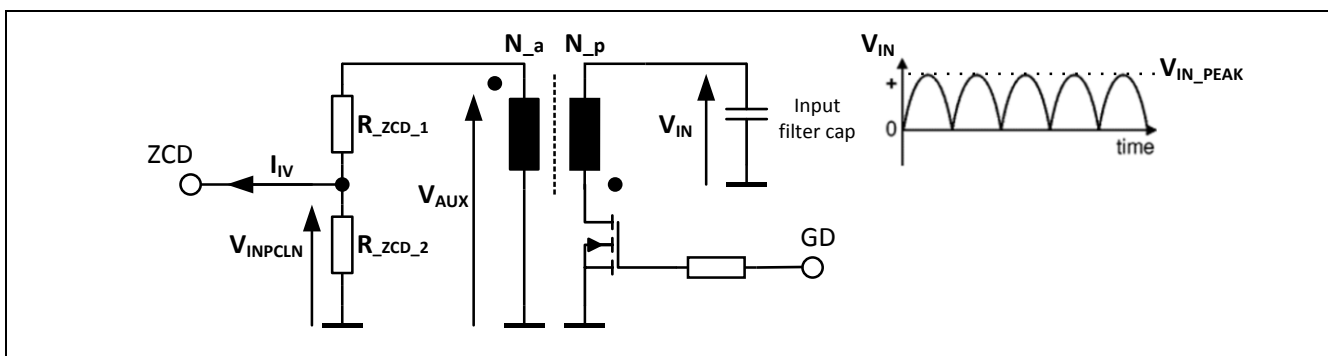 N_a
N_p
R_ZCD_1
ZCD
I_IV
V_INPCLN
R_ZCD_2
V_AUX
V_IN
Input
filter cap
GD
V_IN
+
0
V_IN_PEAK
time